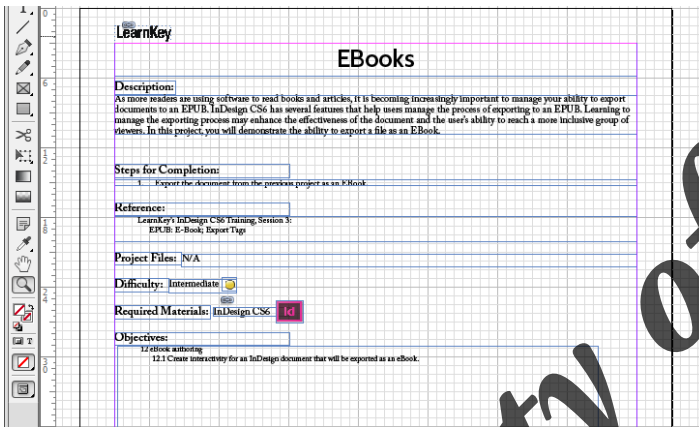 LearnKey
EBooks
Description:
As more readers are using software to read books and articles, it is becoming increasingly important to manage your ability to export
documents to an EPUB. InDesign CS6 has several features that help users manage the process of exporting to an EPUB. Learning to
manage the exporting process may enhance the effectiveness of the document and the user's ability to reach a more inclusive group of
viewers. In this project, you will demonstrate the ability to export a file as an EBook.
Steps for Completion:
1. Export the document from the previous project as an EBook.
Reference:
LearnKey's InDesign CS6 Training, Session 3:
EPUB: E-Book; Export Tags
Project Files: N/A
Difficulty: Intermediate
Required Materials: InDesign CS6 Id
Objectives:
12 eBook authoring
12.1 Create interactivity for an InDesign document that will be exported as an eBook.
ty of